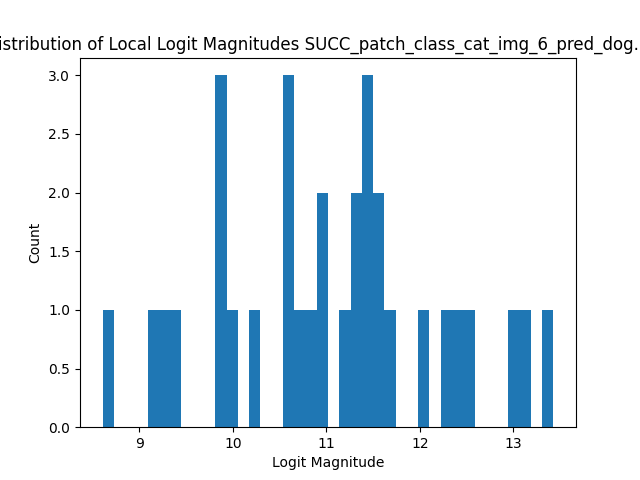 istribution of Local Logit Magnitudes SUCC_patch_class_cat_img_6_pred_dog.
3.0
2.5
2.0
1.5
1.0
0.5
0.0
Count
9 10 11 12 13
Logit Magnitude